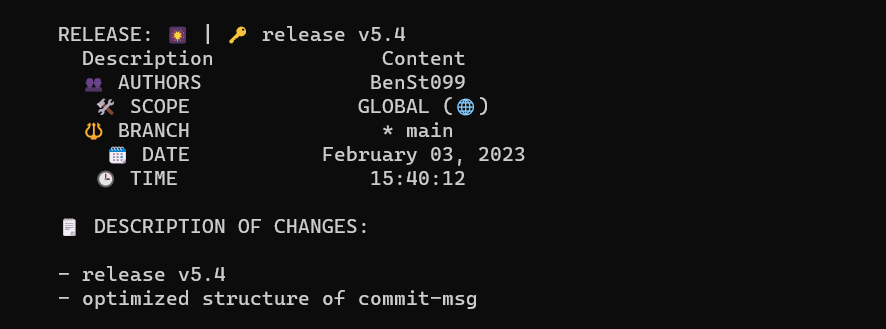 RELEASE: 🎇 | 🔑 release v5.4
Description Content
👥 AUTHORS BenSt099
🛠 SCOPE GLOBAL (🌐)
🔱 BRANCH * main
📅 DATE February 03, 2023
🕒 TIME 15:40:12
🗒 DESCRIPTION OF CHANGES:
- release v5.4
- optimized structure of commit-msg